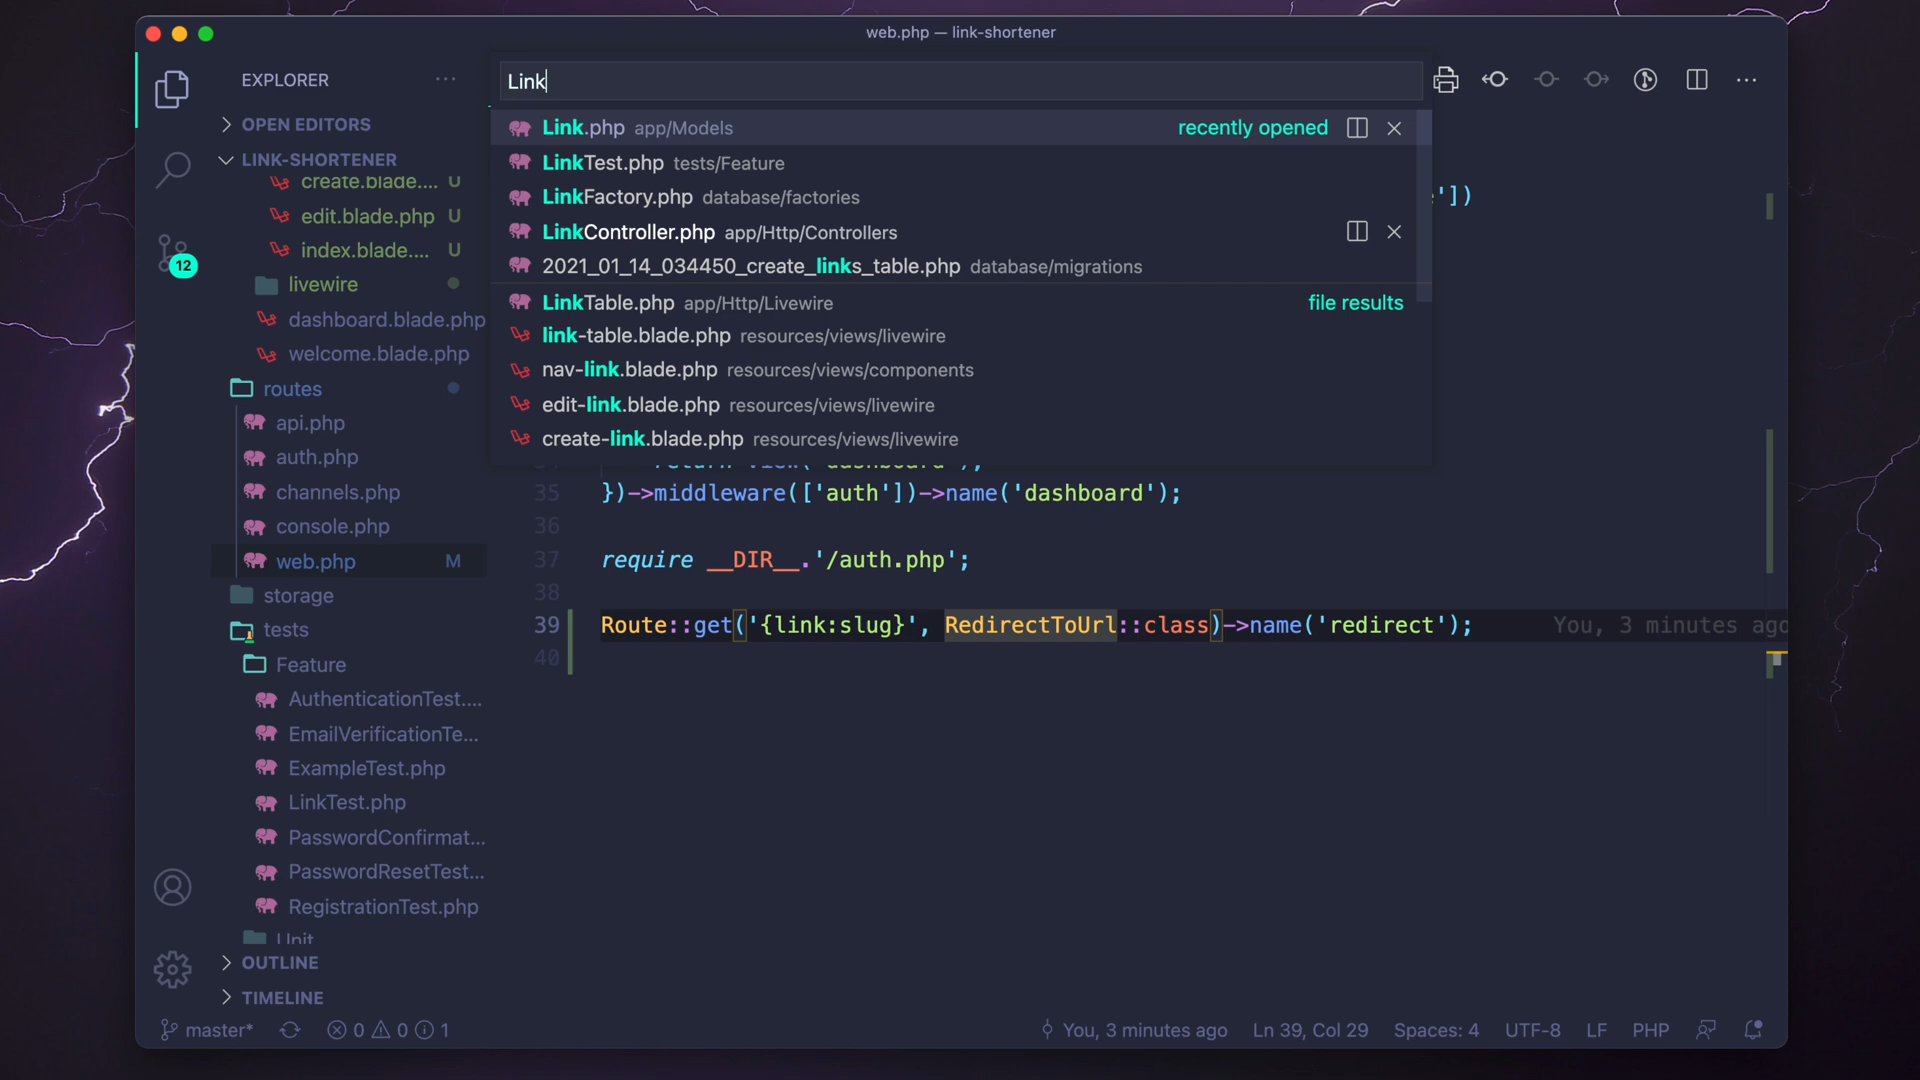 web.php — link-shortener
EXPLORER
OPEN EDITORS
LINK-SHORTENER
create.blade.... U
edit.blade.php U
index.blade.... U
livewire
dashboard.blade.php
welcome.blade.php
routes
api.php
auth.php
channels.php
console.php
web.php M
storage
tests
Feature
AuthenticationTest....
EmailVerificationTe...
ExampleTest.php
LinkTest.php
PasswordConfirmat...
PasswordResetTest...
RegistrationTest.php
Unit
OUTLINE
TIMELINE
12
Link
Link.php app/Models recently opened
LinkTest.php tests/Feature
LinkFactory.php database/factories
LinkController.php app/Http/Controllers
2021_01_14_034450_create_links_table.php database/migrations
LinkTable.php app/Http/Livewire file results
link-table.blade.php resources/views/livewire
nav-link.blade.php resources/views/components
edit-link.blade.php resources/views/livewire
create-link.blade.php resources/views/livewire
'])
return view('dashboard');
35 })->middleware(['auth'])->name('dashboard');
36
37 require __DIR__.'/auth.php';
38
39 Route::get('{link:slug}', RedirectToUrl::class)->name('redirect'); You, 3 minutes ago
40
master* 0 0 1 You, 3 minutes ago Ln 39, Col 29 Spaces: 4 UTF-8 LF PHP